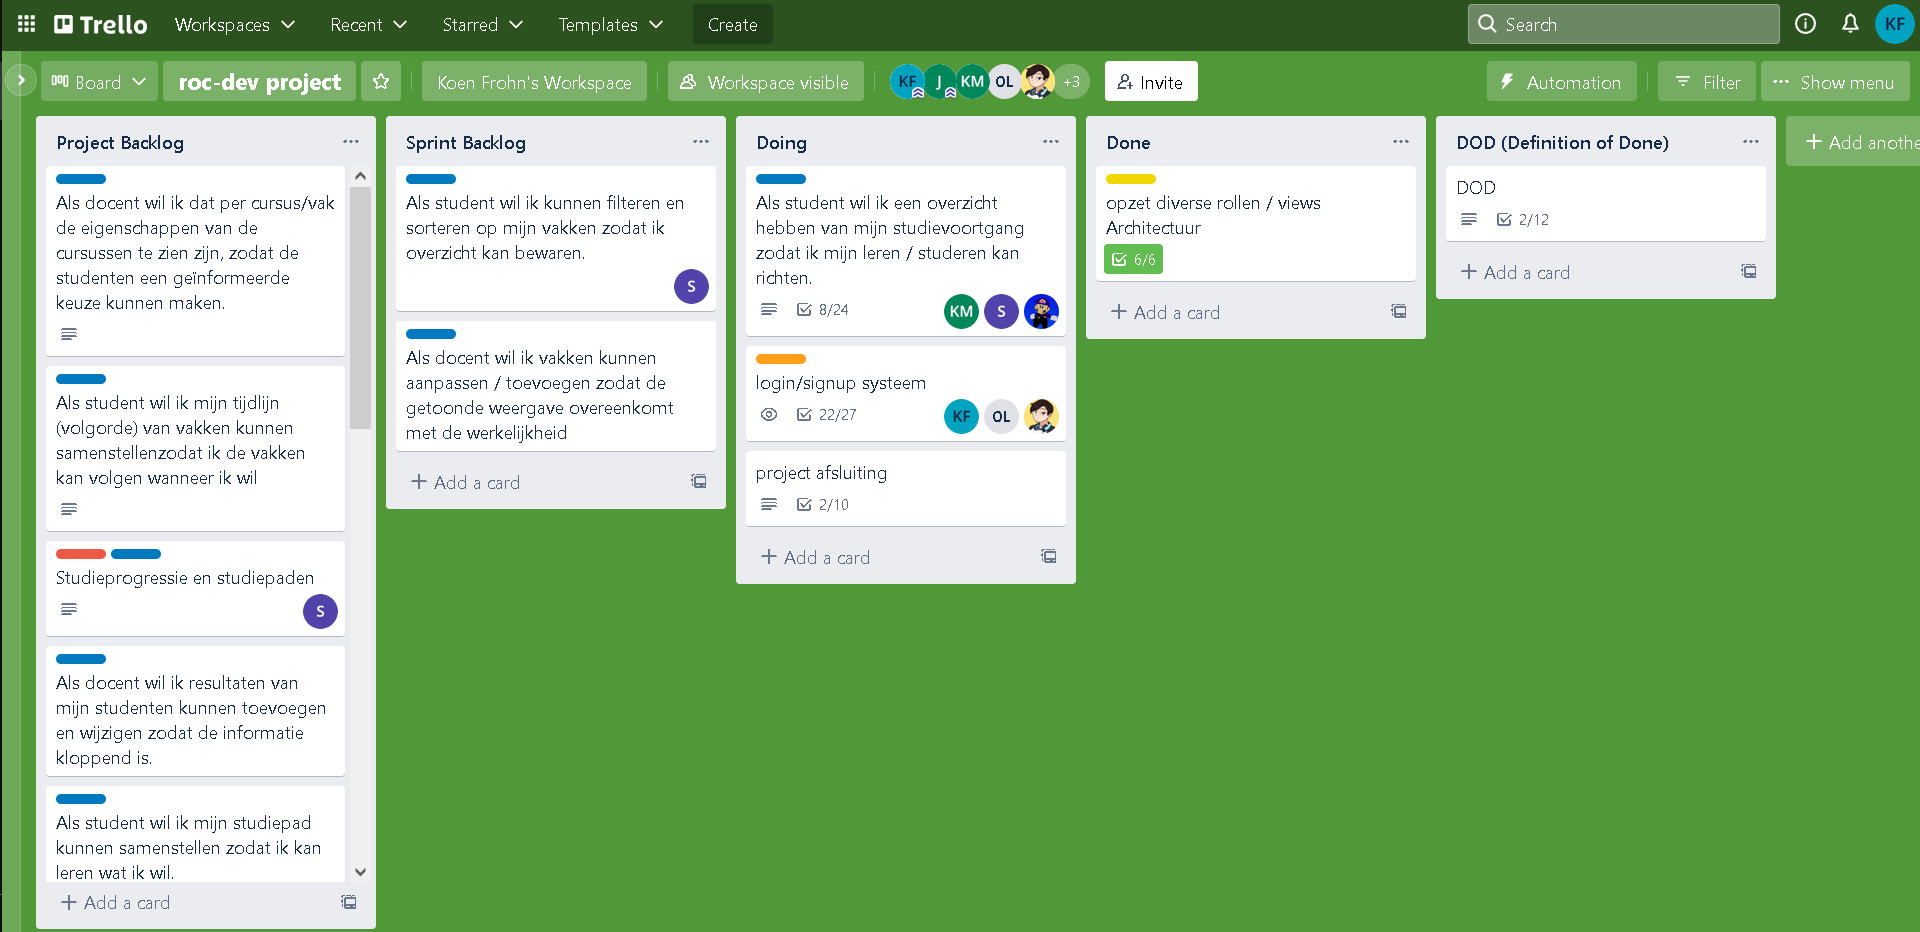 Trello
Workspaces
Recent
Starred
Templates
Create
Search
KF
Board
roc-dev project
Koen Frohn's Workspace
Workspace visible
KF
J
KM
OL
+3
Invite
Automation
Filter
Show menu
Project Backlog
Als docent wil ik dat per cursus/vak
de eigenschappen van de
cursussen te zien zijn, zodat de
studenten een geïnformeerde
keuze kunnen maken.
Als student wil ik mijn tijdlijn
(volgorde) van vakken kunnen
samenstellenzodat ik de vakken
kan volgen wanneer ik wil
Studieprogressie en studiepaden
S
Als docent wil ik resultaten van
mijn studenten kunnen toevoegen
en wijzigen zodat de informatie
kloppend is.
Als student wil ik mijn studiepad
kunnen samenstellen zodat ik kan
leren wat ik wil.
Add a card
Sprint Backlog
Als student wil ik kunnen filteren en
sorteren op mijn vakken zodat ik
overzicht kan bewaren.
S
Als docent wil ik vakken kunnen
aanpassen / toevoegen zodat de
getoonde weergave overeenkomt
met de werkelijkheid
Add a card
Doing
Als student wil ik een overzicht
hebben van mijn studievoortgang
zodat ik mijn leren / studeren kan
richten.
8/24
KM
S
login/signup systeem
22/27
KF
OL
project afsluiting
2/10
Add a card
Done
opzet diverse rollen / views
Architectuur
6/6
Add a card
DOD (Definition of Done)
DOD
2/12
Add a card
Add anothe